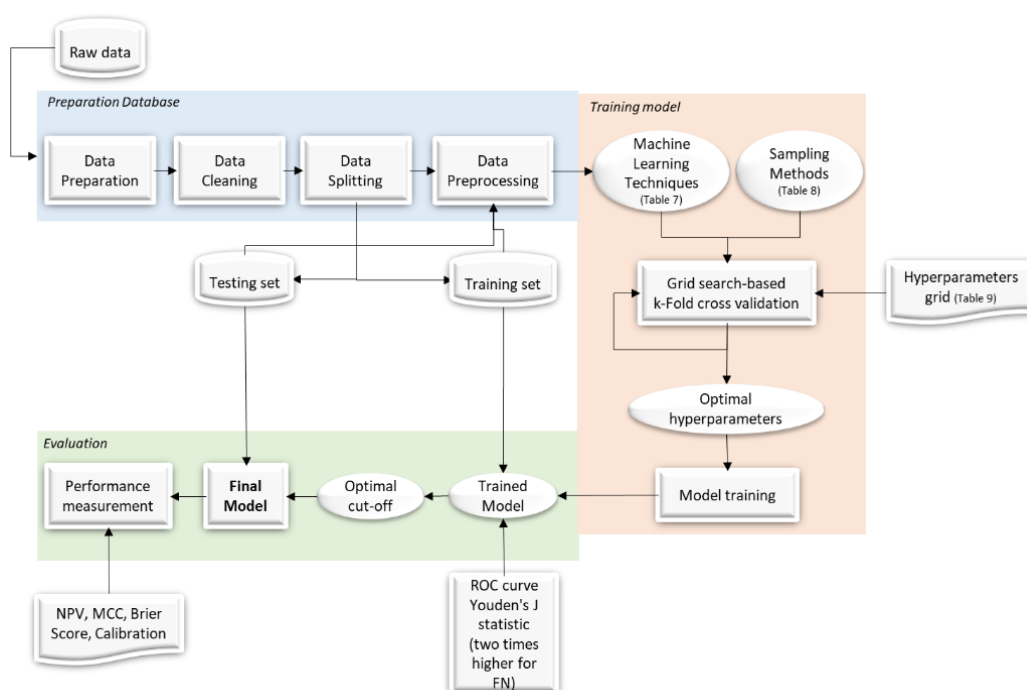 Raw data
Preparation Database
Training model
Data
Preparation
Data
Cleaning
Data
Splitting
Data
Preprocessing
Machine
Learning
Techniques
(Table 7)
Sampling
Methods
(Table 8)
Testing set
Training set
Grid search-based
k-Fold cross validation
Hyperparameters
grid (Table 9)
Optimal
hyperparameters
Evaluation
Performance
measurement
Final
Model
Optimal
cut-off
Trained
Model
Model training
NPV, MCC, Brier
Score, Calibration
ROC curve
Youden's J
statistic
(two times
higher for
FN)